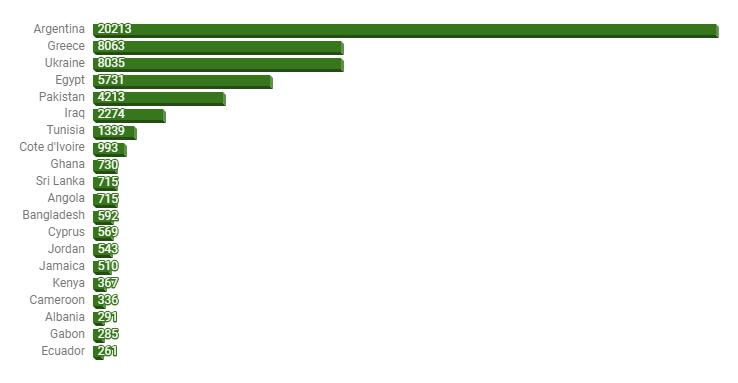 Argentina 20213
Greece 8063
Ukraine 8035
Egypt 5731
Pakistan 4213
Iraq 2274
Tunisia 1339
Cote d'Ivoire 993
Ghana 730
Sri Lanka 715
Angola 715
Bangladesh 592
Cyprus 569
Jordan 543
Jamaica 510
Kenya 367
Cameroon 336
Albania 291
Gabon 285
Ecuador 261